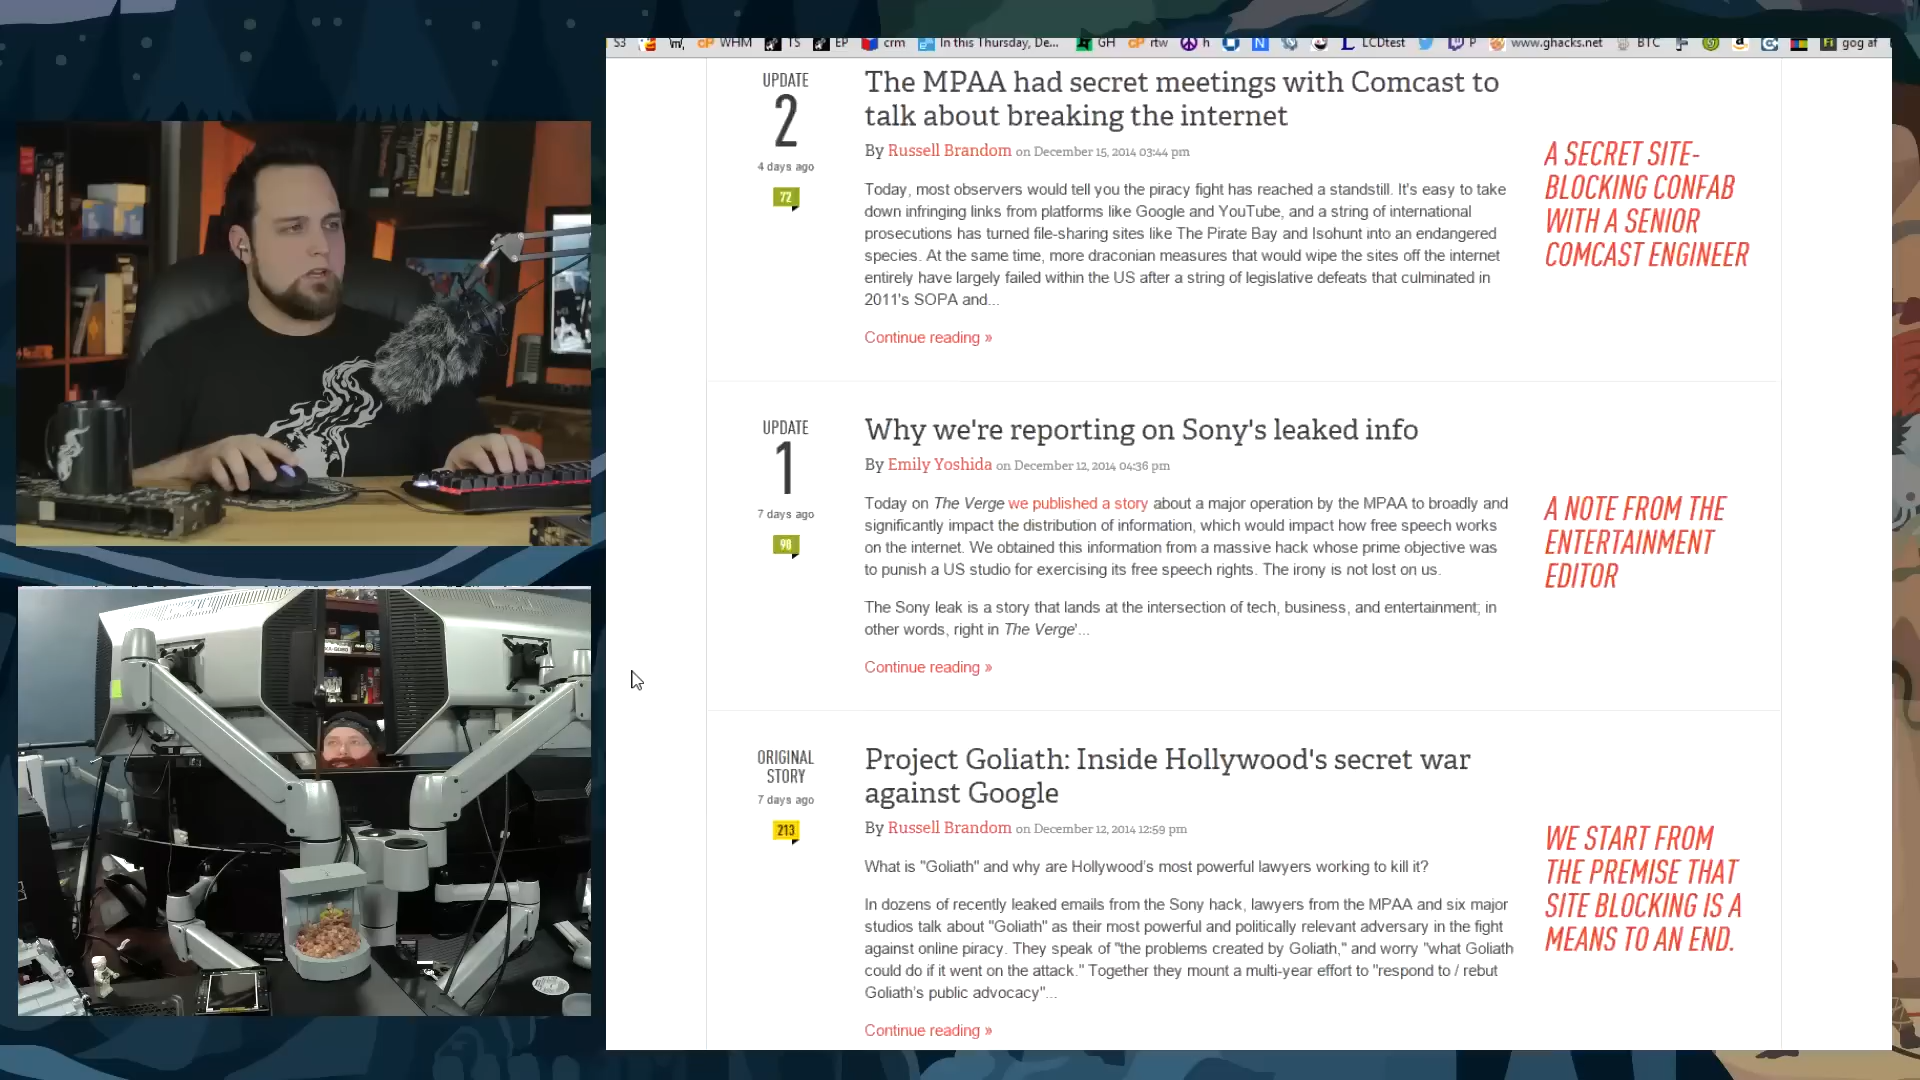 S3
WHM
TS
EP
crm
In this Thursday, De...
GH
rtw
h
LCDtest
P
www.ghacks.net
BTC
gog af
UPDATE
2
4 days ago
72
The MPAA had secret meetings with Comcast to
talk about breaking the internet
By Russell Brandom on December 15, 2014 03:44 pm
Today, most observers would tell you the piracy fight has reached a standstill. It's easy to take
down infringing links from platforms like Google and YouTube, and a string of international
prosecutions has turned file-sharing sites like The Pirate Bay and Isohunt into an endangered
species. At the same time, more draconian measures that would wipe the sites off the internet
entirely have largely failed within the US after a string of legislative defeats that culminated in
2011's SOPA and...
Continue reading »
A SECRET SITE-
BLOCKING CONFAB
WITH A SENIOR
COMCAST ENGINEER
UPDATE
1
7 days ago
98
Why we're reporting on Sony's leaked info
By Emily Yoshida on December 12, 2014 04:36 pm
Today on The Verge we published a story about a major operation by the MPAA to broadly and
significantly impact the distribution of information, which would impact how free speech works
on the internet. We obtained this information from a massive hack whose prime objective was
to punish a US studio for exercising its free speech rights. The irony is not lost on us.
The Sony leak is a story that lands at the intersection of tech, business, and entertainment; in
other words, right in The Verge'...
Continue reading »
A NOTE FROM THE
ENTERTAINMENT
EDITOR
ORIGINAL
STORY
7 days ago
213
Project Goliath: Inside Hollywood's secret war
against Google
By Russell Brandom on December 12, 2014 12:59 pm
What is "Goliath" and why are Hollywood's most powerful lawyers working to kill it?
In dozens of recently leaked emails from the Sony hack, lawyers from the MPAA and six major
studios talk about "Goliath" as their most powerful and politically relevant adversary in the fight
against online piracy. They speak of "the problems created by Goliath," and worry "what Goliath
could do if it went on the attack." Together they mount a multi-year effort to "respond to / rebut
Goliath's public advocacy"...
Continue reading »
WE START FROM
THE PREMISE THAT
SITE BLOCKING IS A
MEANS TO AN END.